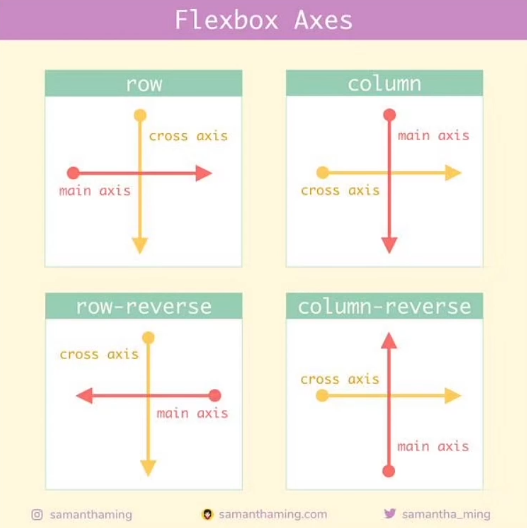 Flexbox Axes
row
cross axis
main axis
column
main axis
cross axis
row-reverse
cross axis
main axis
column-reverse
cross axis
main axis
samanthaming
samanthaming.com
samantha_ming